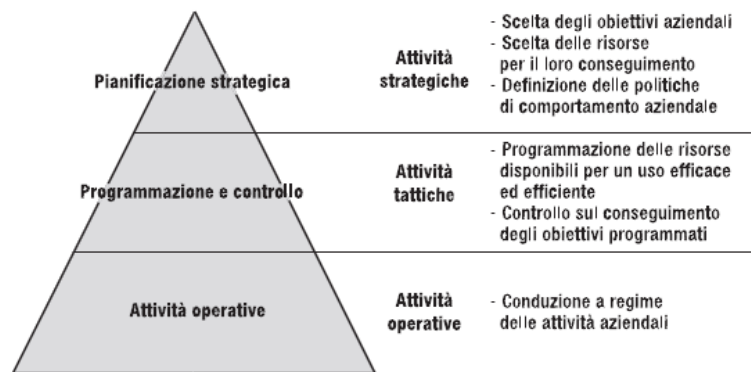 Pianificazione strategica
Attività
strategiche
- Scelta degli obiettivi aziendali
- Scelta delle risorse
per il loro conseguimento
- Definizione delle politiche
di comportamento aziendale
Programmazione e controllo
Attività
tattiche
- Programmazione delle risorse
disponibili per un uso efficace
ed efficiente
- Controllo sul conseguimento
degli obiettivi programmati
Attività operative
Attività
operative
- Conduzione a regime
delle attività aziendali